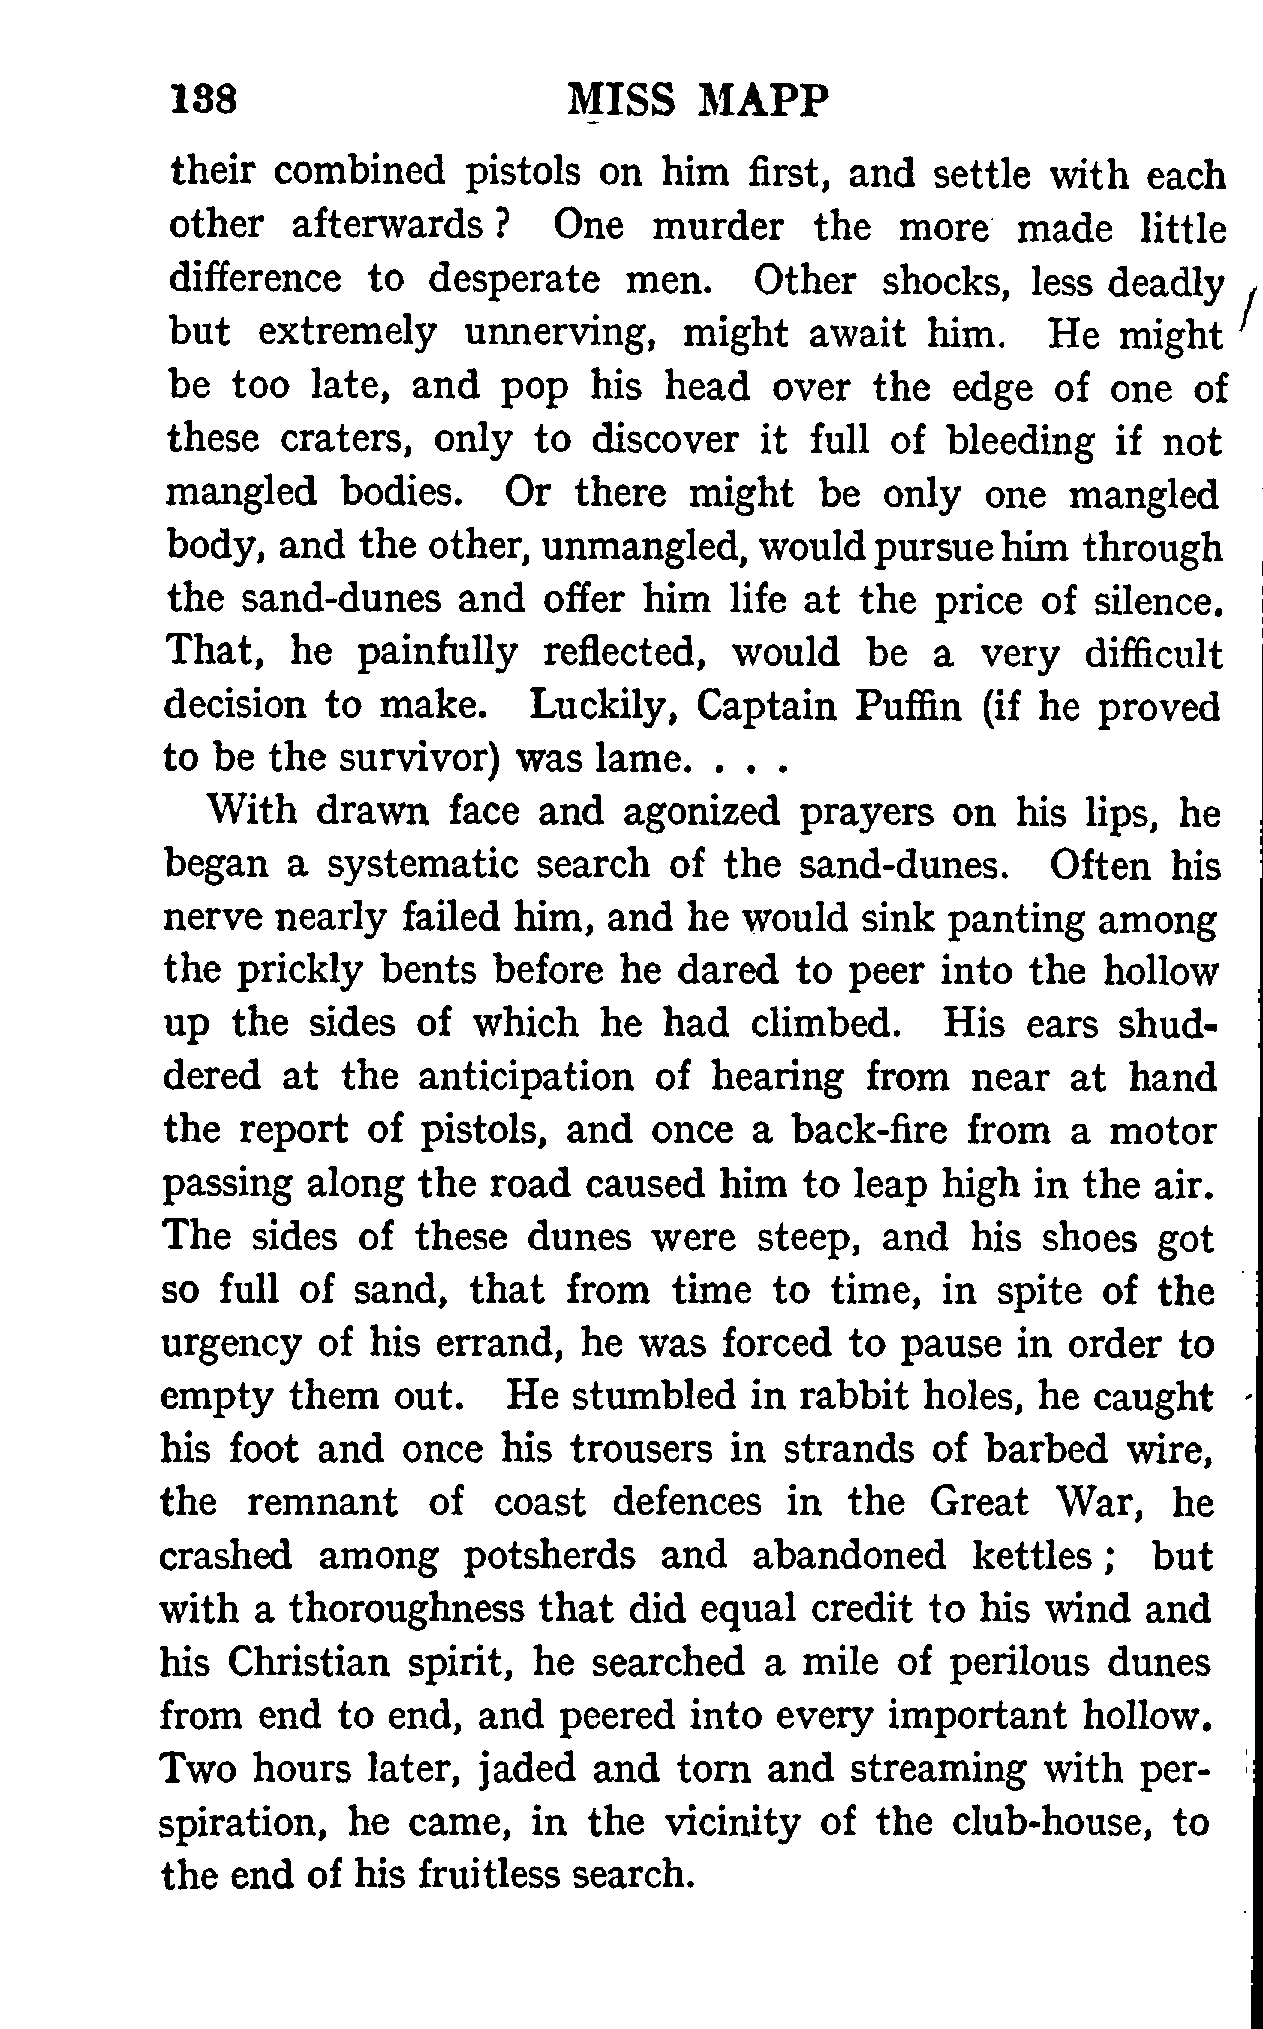 138 MISS MAPP
their combined pistols on him first, and settle with each
other afterwards ? One murder the more made little
difference to desperate men. Other shocks, less deadly
but extremely unnerving, might await him. He might
be too late, and pop his head over the edge of one of
these craters, only to discover it full of bleeding if not
mangled bodies. Or there might be only one mangled
body, and the other, unmangled, would pursue him through
the sand-dunes and offer him life at the price of silence.
That, he painfully reflected, would be a very difficult
decision to make. Luckily, Captain Puffin (if he proved
to be the survivor) was lame. . . .
With drawn face and agonized prayers on his lips, he
began a systematic search of the sand-dunes. Often his
nerve nearly failed him, and he would sink panting among
the prickly bents before he dared to peer into the hollow
up the sides of which he had climbed. His ears shud-
dered at the anticipation of hearing from near at hand
the report of pistols, and once a back-fire from a motor
passing along the road caused him to leap high in the air.
The sides of these dunes were steep, and his shoes got
so full of sand, that from time to time, in spite of the
urgency of his errand, he was forced to pause in order to
empty them out. He stumbled in rabbit holes, he caught
his foot and once his trousers in strands of barbed wire,
the remnant of coast defences in the Great War, he
crashed among potsherds and abandoned kettles ; but
with a thoroughness that did equal credit to his wind and
his Christian spirit, he searched a mile of perilous dunes
from end to end, and peered into every important hollow.
Two hours later, jaded and torn and streaming with per-
spiration, he came, in the vicinity of the club-house, to
the end of his fruitless search.